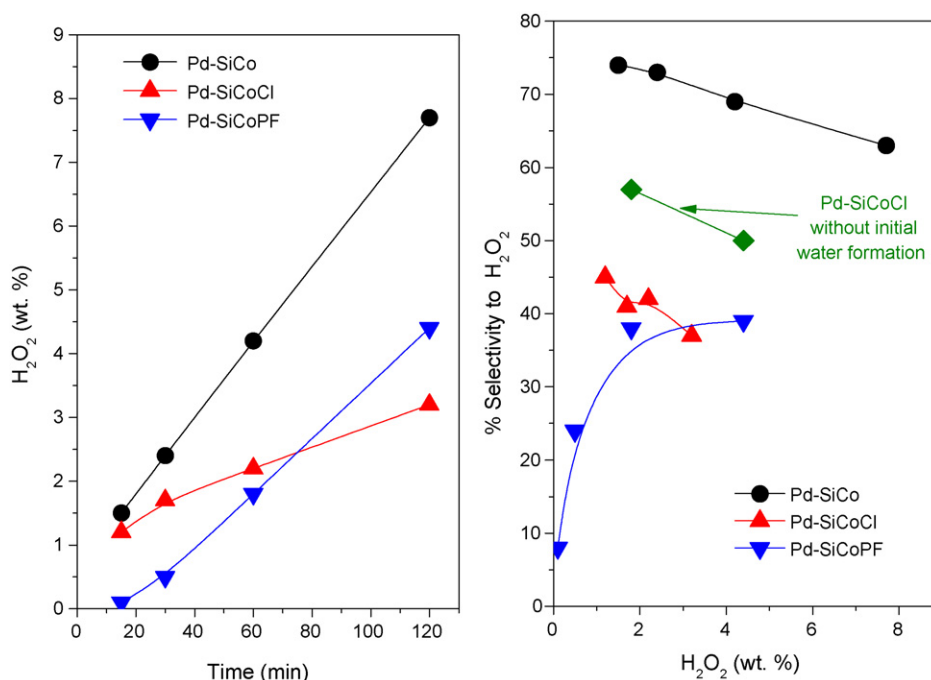 9
8
7
6
5
4
3
2
1
0
H₂O₂ (wt. %)
Pd-SiCo
Pd-SiCoCl
Pd-SiCoPF
0 20 40 60 80 100 120
Time (min)
80
70
60
50
40
30
20
10
0
% Selectivity to H₂O₂
Pd-SiCoCl
without initial
water formation
Pd-SiCo
Pd-SiCoCl
Pd-SiCoPF
0 2 4 6 8
H₂O₂ (wt. %)